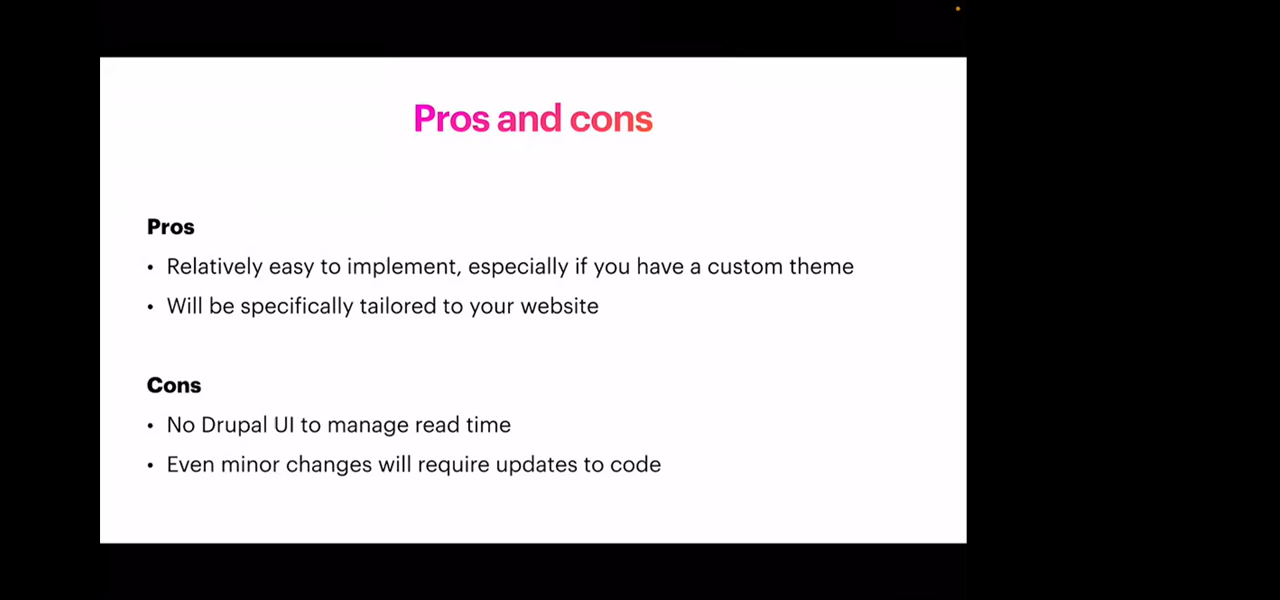 Pros and cons
Pros
• Relatively easy to implement, especially if you have a custom theme
• Will be specifically tailored to your website
Cons
• No Drupal UI to manage read time
• Even minor changes will require updates to code